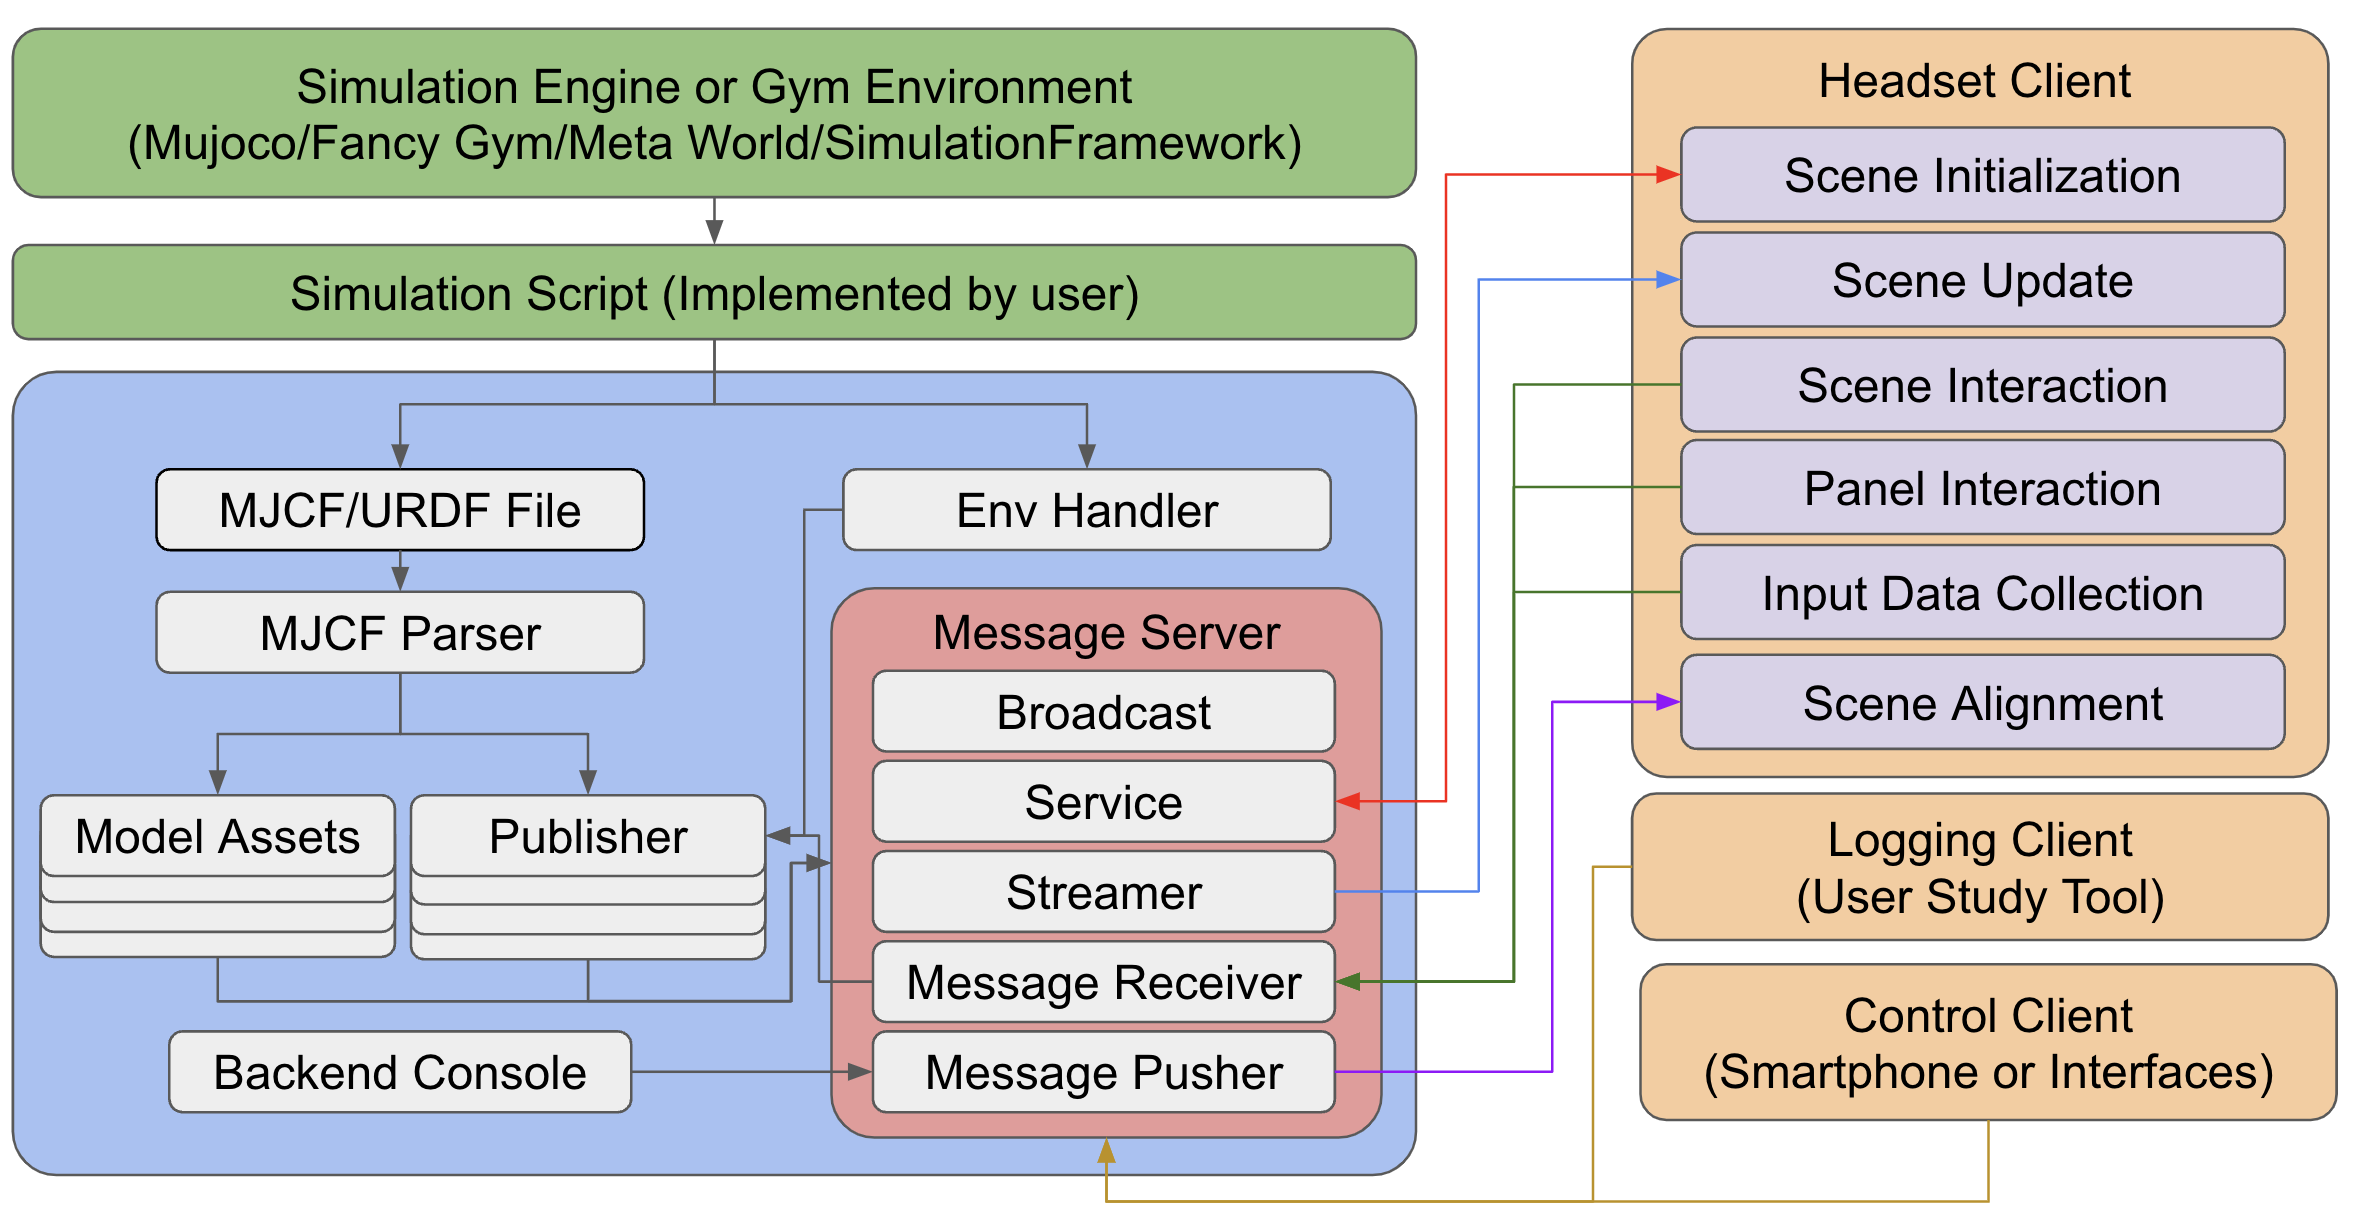 Simulation Engine or Gym Environment
(Mujoco/Fancy Gym/Meta World/SimulationFramework)
Simulation Script (Implemented by user)
MJCF/URDF File
Env Handler
MJCF Parser
Model Assets
Publisher
Backend Console
Message Server
Broadcast
Service
Streamer
Message Receiver
Message Pusher
Headset Client
Scene Initialization
Scene Update
Scene Interaction
Panel Interaction
Input Data Collection
Scene Alignment
Logging Client
(User Study Tool)
Control Client
(Smartphone or Interfaces)